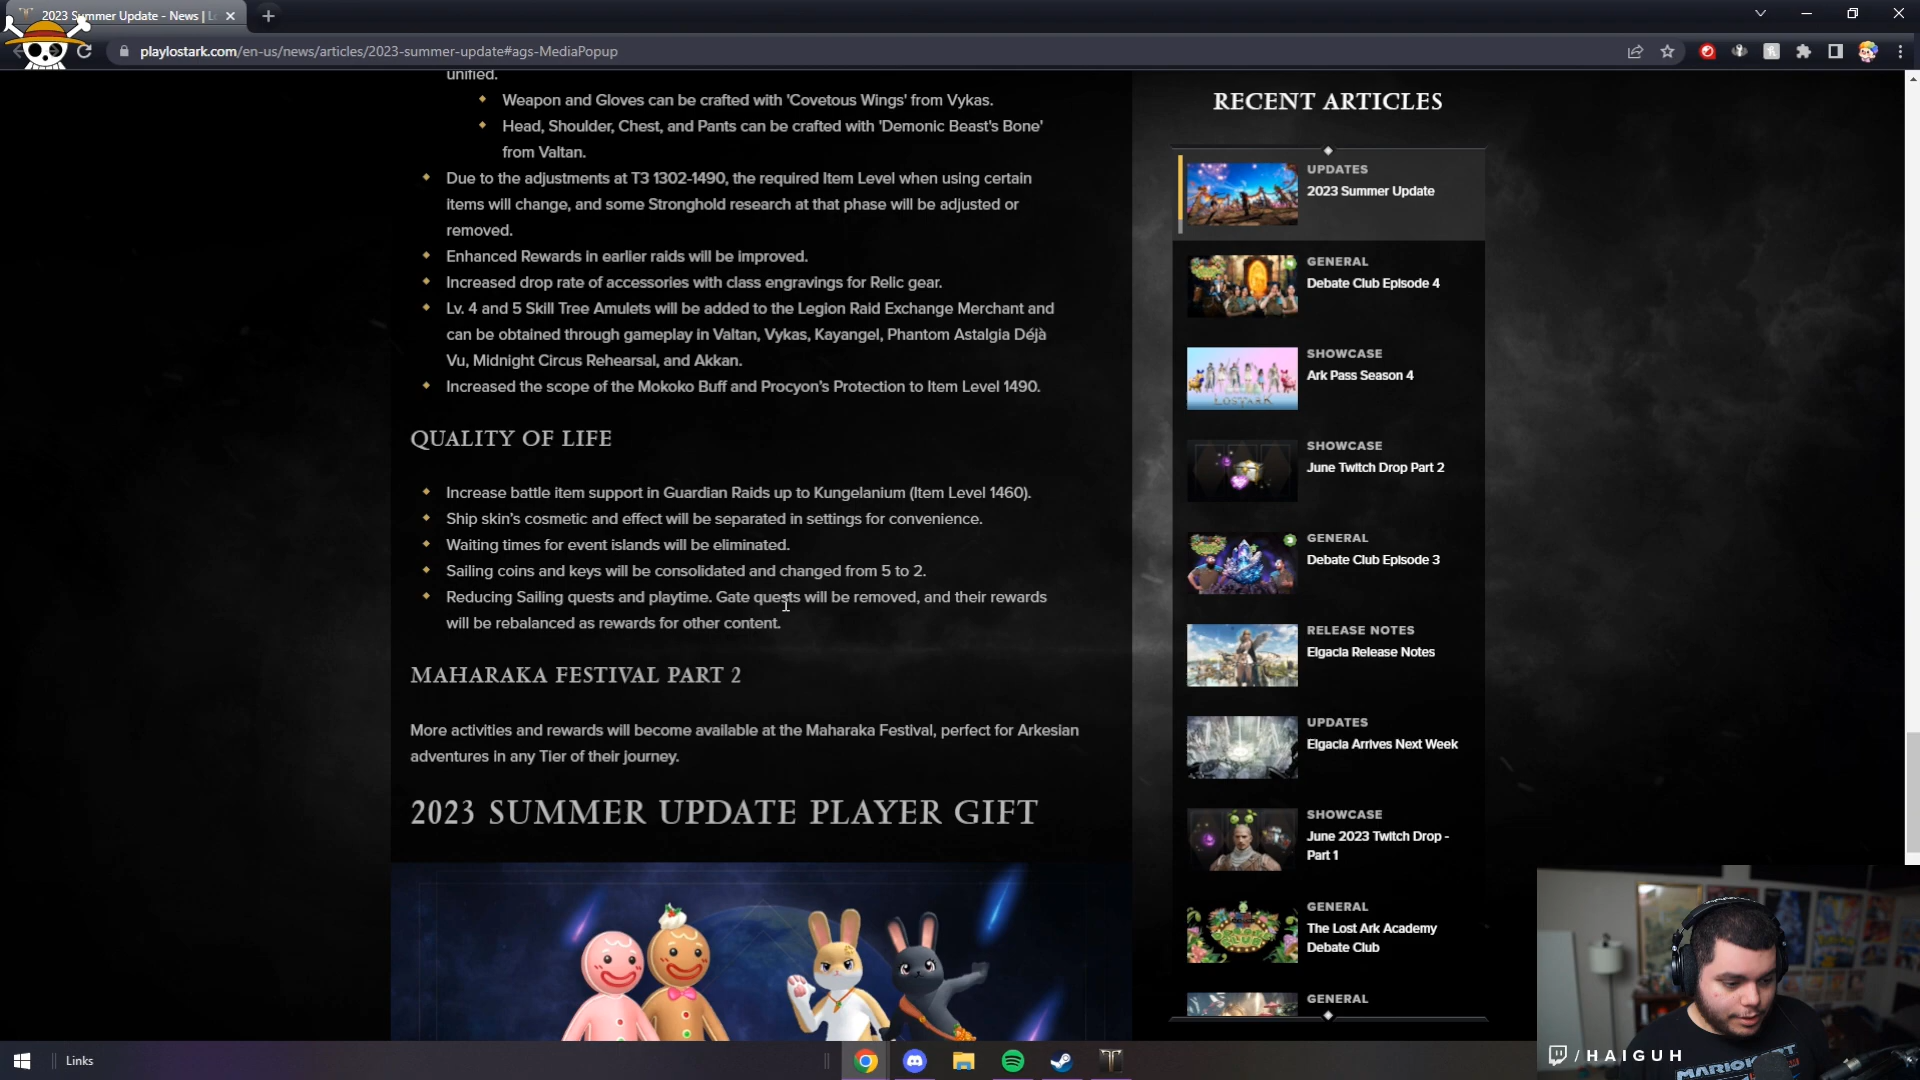 2023 Summer Update - News | L
playlostark.com/en-us/news/articles/2023-summer-update#ags-MediaPopup
unified.
Weapon and Gloves can be crafted with 'Covetous Wings' from Vykas.
Head, Shoulder, Chest, and Pants can be crafted with 'Demonic Beast's Bone'
from Valtan.
Due to the adjustments at T3 1302-1490, the required Item Level when using certain
items will change, and some Stronghold research at that phase will be adjusted or
removed.
Enhanced Rewards in earlier raids will be improved.
Increased drop rate of accessories with class engravings for Relic gear.
Lv. 4 and 5 Skill Tree Amulets will be added to the Legion Raid Exchange Merchant and
can be obtained through gameplay in Valtan, Vykas, Kayangel, Phantom Astalgia Déjà
Vu, Midnight Circus Rehearsal, and Akkan.
Increased the scope of the Mokoko Buff and Procyon's Protection to Item Level 1490.
QUALITY OF LIFE
Increase battle item support in Guardian Raids up to Kungelanium (Item Level 1460).
Ship skin's cosmetic and effect will be separated in settings for convenience.
Waiting times for event islands will be eliminated.
Sailing coins and keys will be consolidated and changed from 5 to 2.
Reducing Sailing quests and playtime. Gate quests will be removed, and their rewards
will be rebalanced as rewards for other content.
MAHARAKA FESTIVAL PART 2
More activities and rewards will become available at the Maharaka Festival, perfect for Arkesian
adventures in any Tier of their journey.
2023 SUMMER UPDATE PLAYER GIFT
RECENT ARTICLES
UPDATES
2023 Summer Update
GENERAL
Debate Club Episode 4
SHOWCASE
Ark Pass Season 4
SHOWCASE
June Twitch Drop Part 2
GENERAL
Debate Club Episode 3
RELEASE NOTES
Elgacia Release Notes
UPDATES
Elgacia Arrives Next Week
SHOWCASE
June 2023 Twitch Drop -
Part 1
GENERAL
The Lost Ark Academy
Debate Club
GENERAL
Links
/HAIGUH
MARIOKART